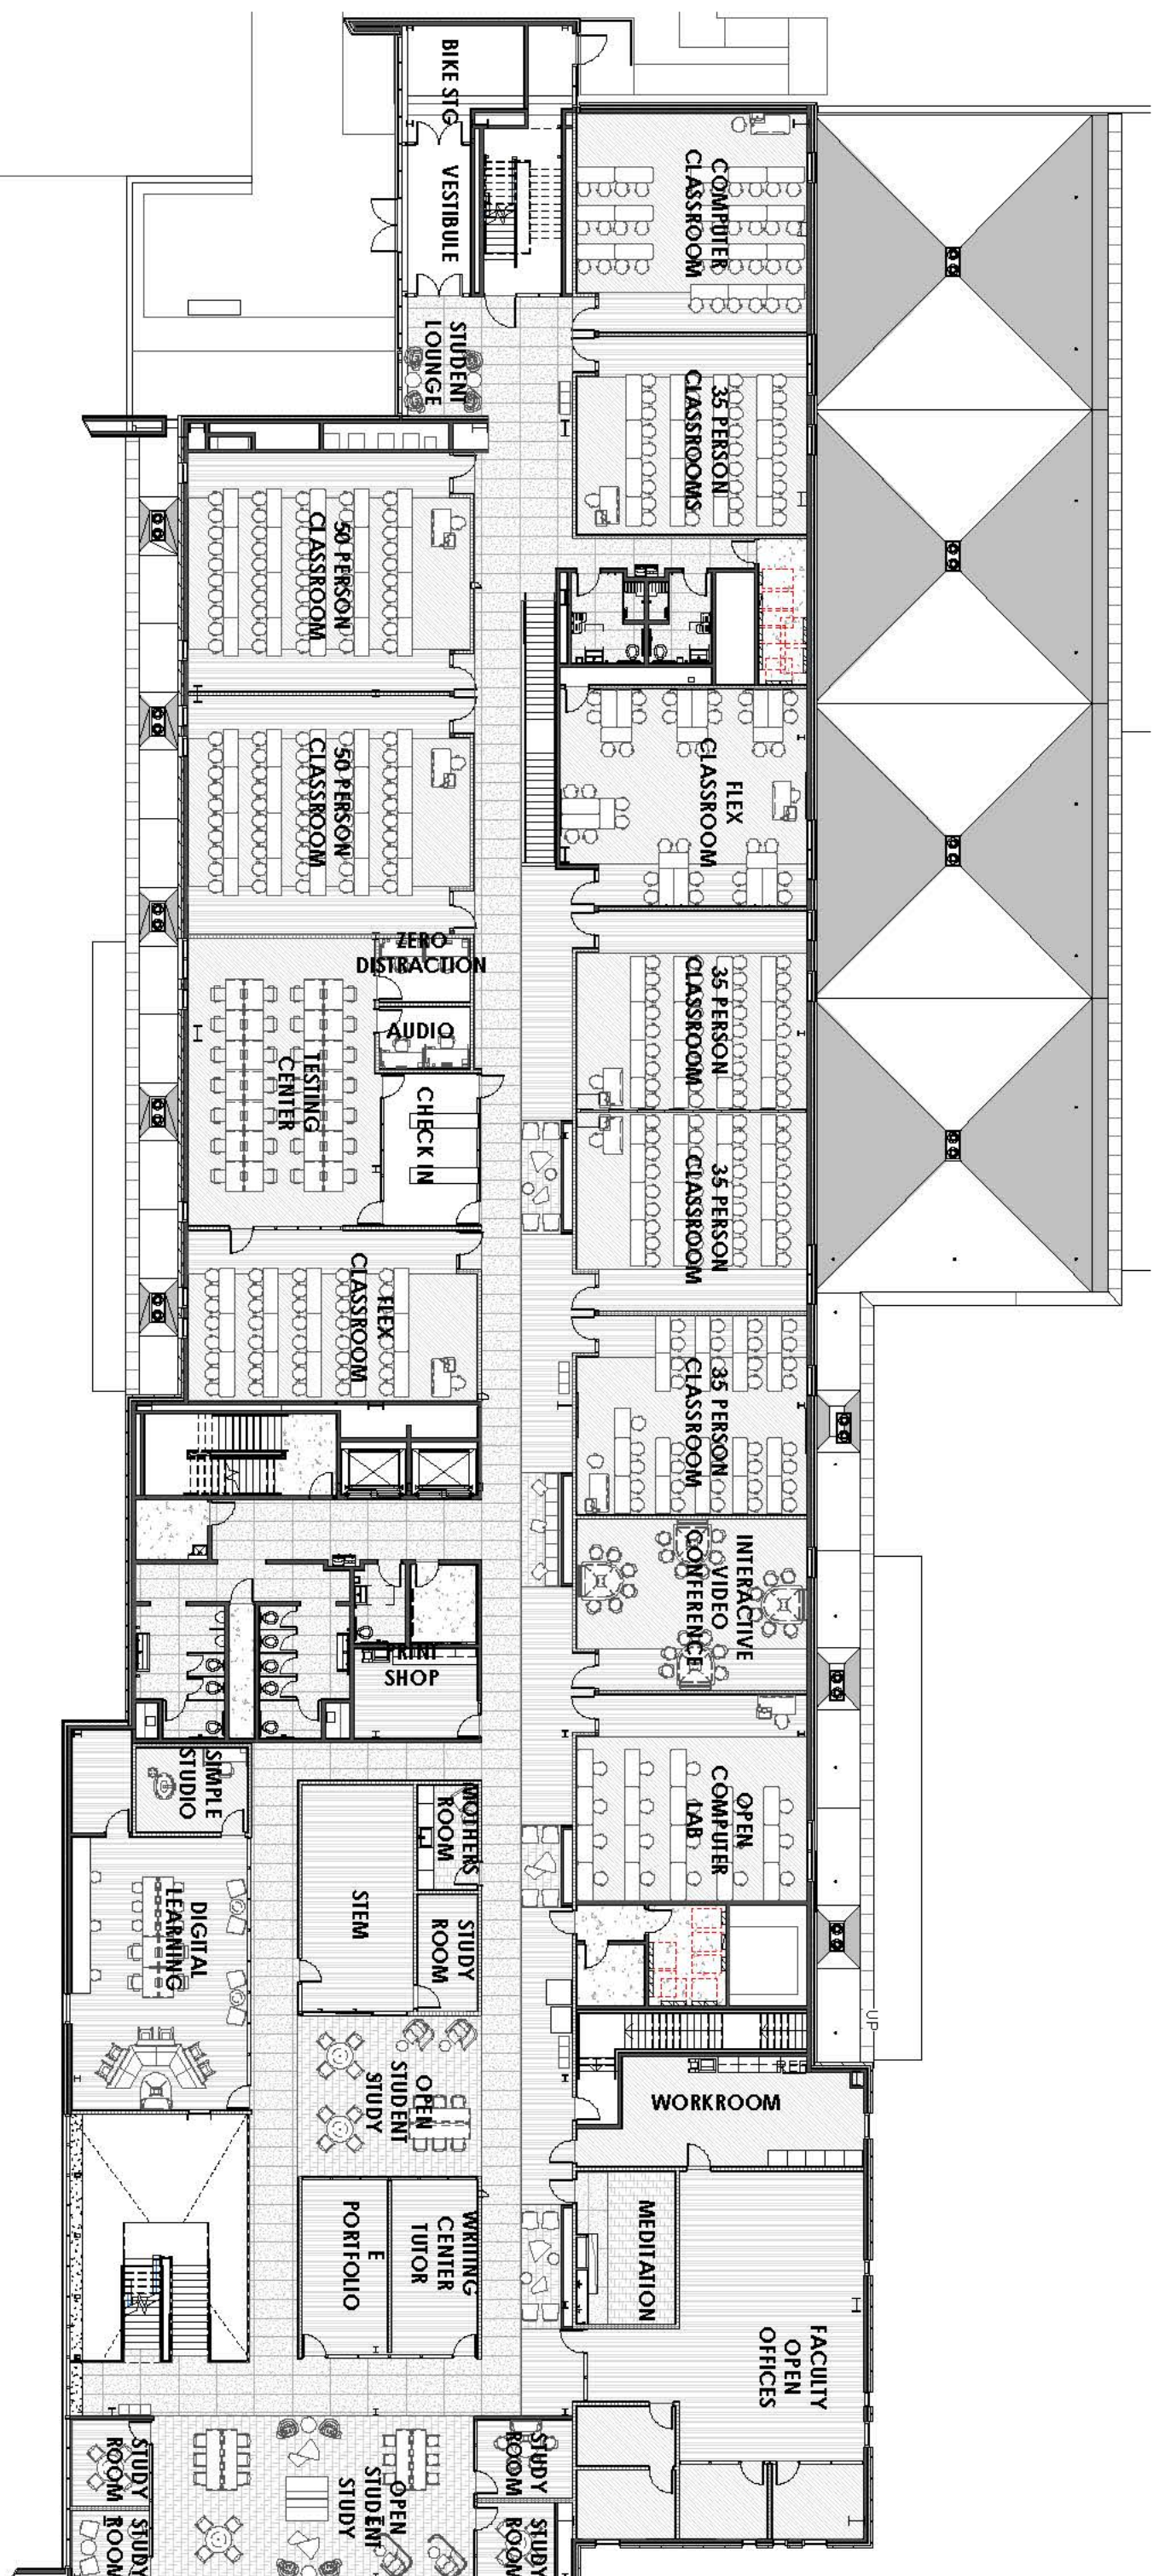 BIKE STG
VESTIBULE
STUDENT
LOUNGE
COMPUTER
CLASSROOM
35 PERSON
CLASSROOMS
50 PERSON
CLASSROOM
50 PERSON
CLASSROOM
FLEX
CLASSROOM
ZERO
DISTRACTION
AUDIO
CHECK IN
TESTING
CENTER
35 PERSON
CLASSROOM
35 PERSON
CLASSROOM
FLEX
CLASSROOM
35 PERSON
CLASSROOM
INTERACTIVE
VIDEO
CONFERENCE
PRINT
SHOP
SIMPLE
STUDIO
MOTHERS
ROOM
OPEN
COMPUTER
LAB
STEM
STUDY
ROOM
DIGITAL
LEARNING
UP
REF
WORKROOM
OPEN
STUDENT
STUDY
MEDITATION
E
PORTFOLIO
WRITING
CENTER
TUTOR
FACULTY
OPEN
OFFICES
STUDY
ROOM
STUDY
ROOM
OPEN
STUDENT
STUDY
STUDY
ROOM
STUDY
ROOM